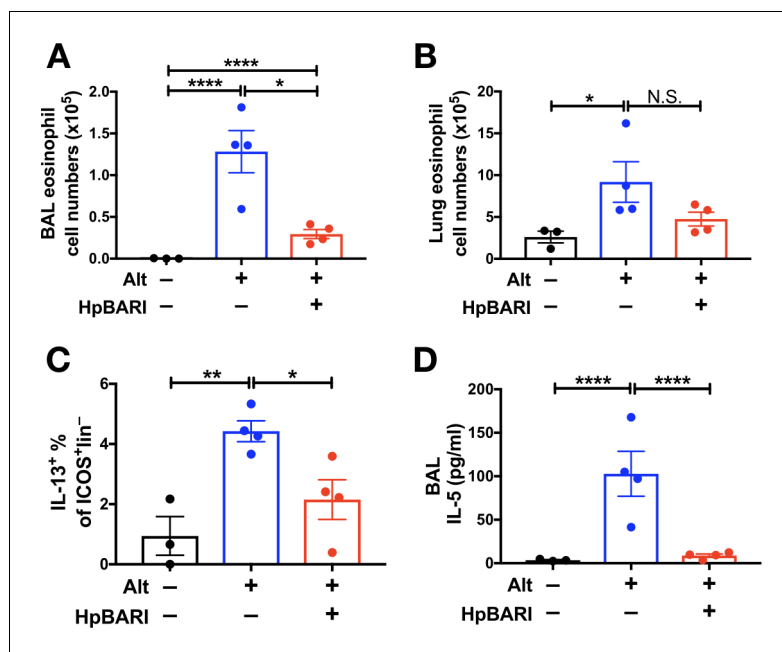 A
****
**** *
BAL eosinophil
cell numbers (x10⁵)
2.0
1.5
1.0
0.5
0.0
Alt – + +
HpBARI – – +
B
* N.S.
Lung eosinophil
cell numbers (x10⁵)
20
15
10
5
0
Alt – + +
HpBARI – – +
C
** *
IL-13⁺ %
of ICOS⁺lin⁻
6
4
2
0
Alt – + +
HpBARI – – +
D
**** ****
BAL
IL-5 (pg/ml)
200
150
100
50
0
Alt – + +
HpBARI – – +